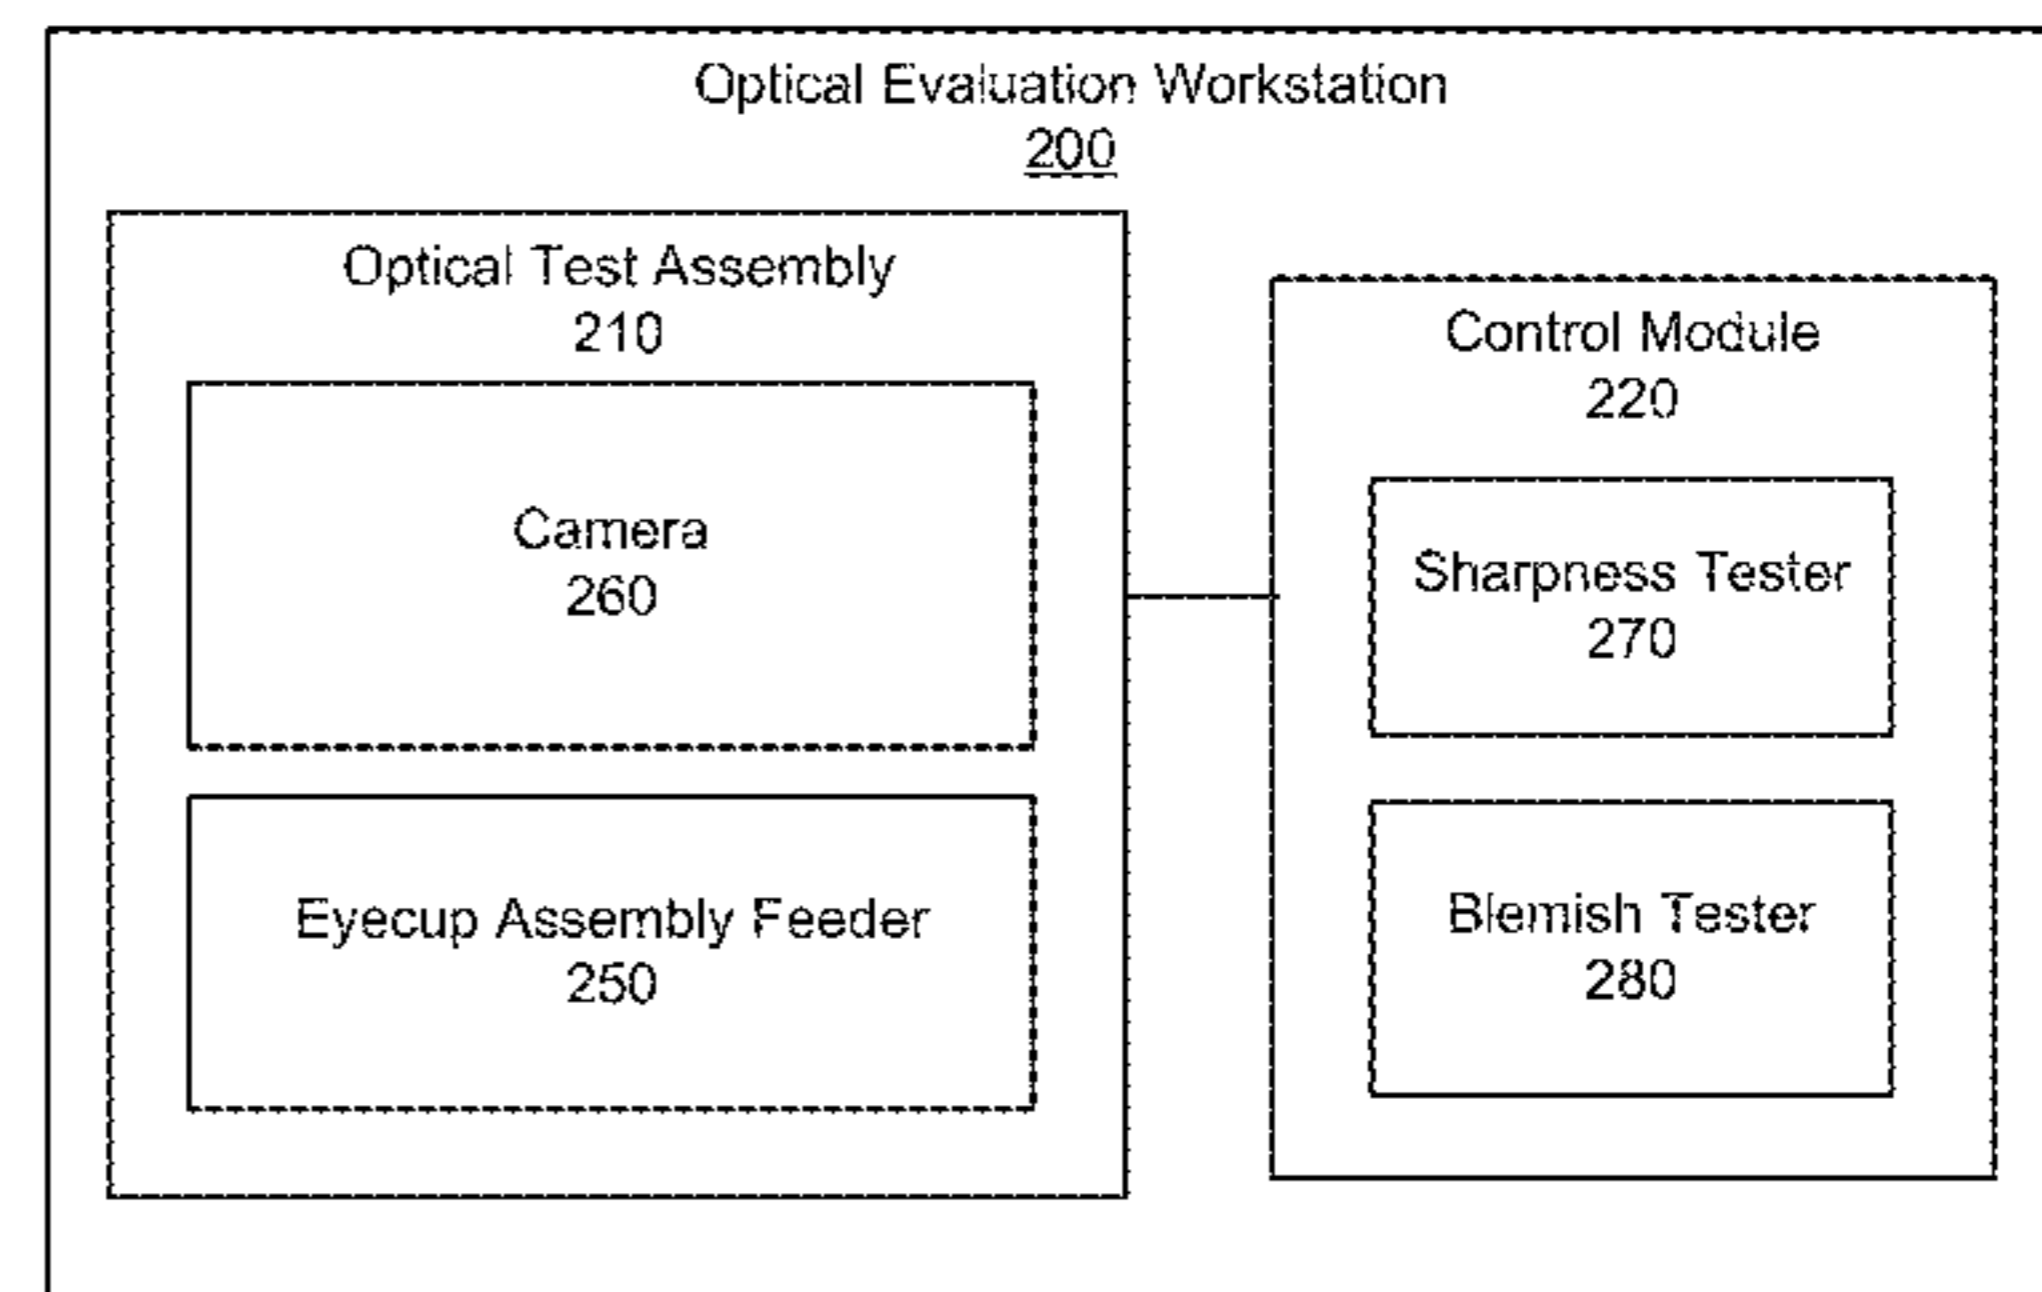 Optical Evaluation Workstation
200
Optical Test Assembly
210
Camera
260
Eyecup Assembly Feeder
250
Control Module
220
Sharpness Tester
270
Blemish Tester
280